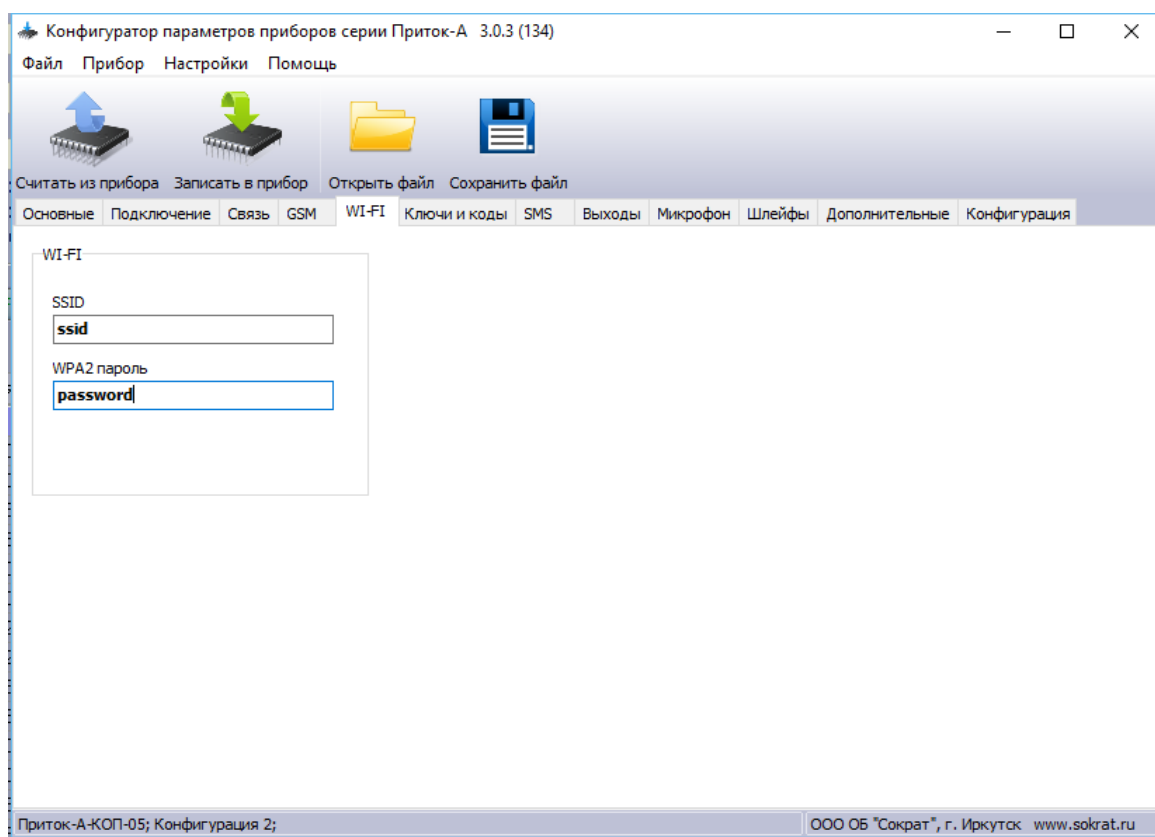 Конфигуратор параметров приборов серии Приток-А 3.0.3 (134)
Файл Прибор Настройки Помощь
Считать из прибора Записать в прибор Открыть файл Сохранить файл
Основные Подключение Связь GSM WI-FI Ключи и коды SMS Выходы Микрофон Шлейфы Дополнительные Конфигурация
WI-FI
SSID
ssid
WPA2 пароль
password
Приток-А-КОП-05; Конфигурация 2; ООО ОБ "Сократ", г. Иркутск www.sokrat.ru